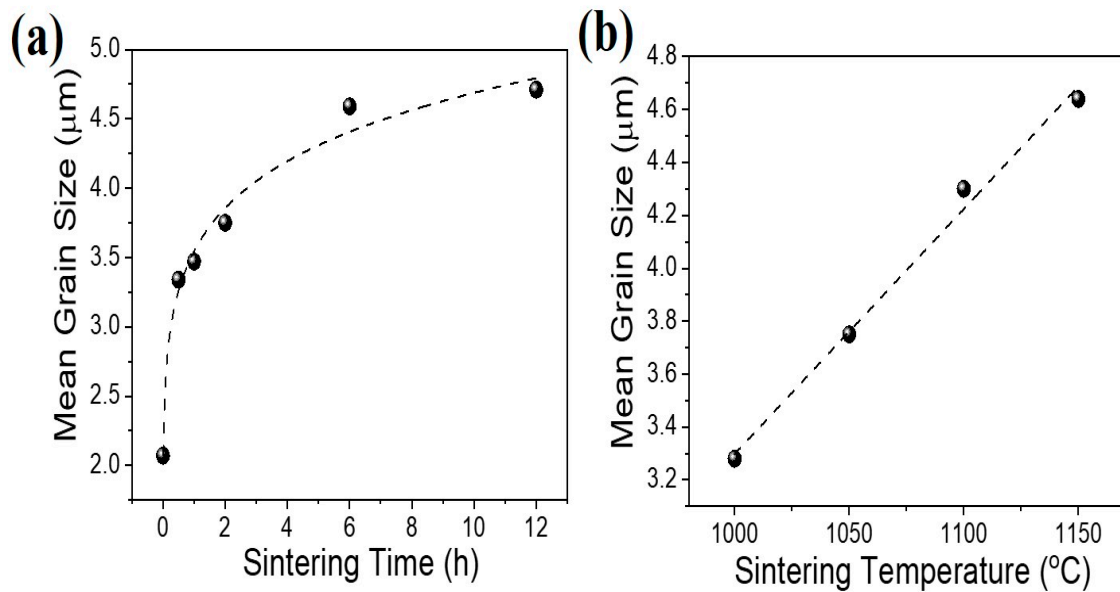 (a)
Mean Grain Size (μm)
5.0
4.5
4.0
3.5
3.0
2.5
2.0
0 2 4 6 8 10 12
Sintering Time (h)
(b)
Mean Grain Size (μm)
4.8
4.6
4.4
4.2
4.0
3.8
3.6
3.4
3.2
1000 1050 1100 1150
Sintering Temperature (ºC)